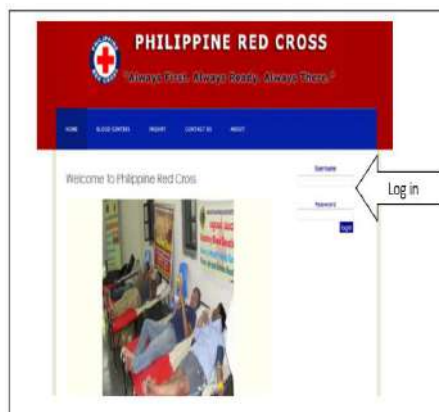 PHILIPPINE RED CROSS
"Always First. Always Ready. Always There."
HOME BLOOD CENTERS INQUIRY CONTACT US ABOUT
Welcome to Philippine Red Cross
Username
Password
Log in